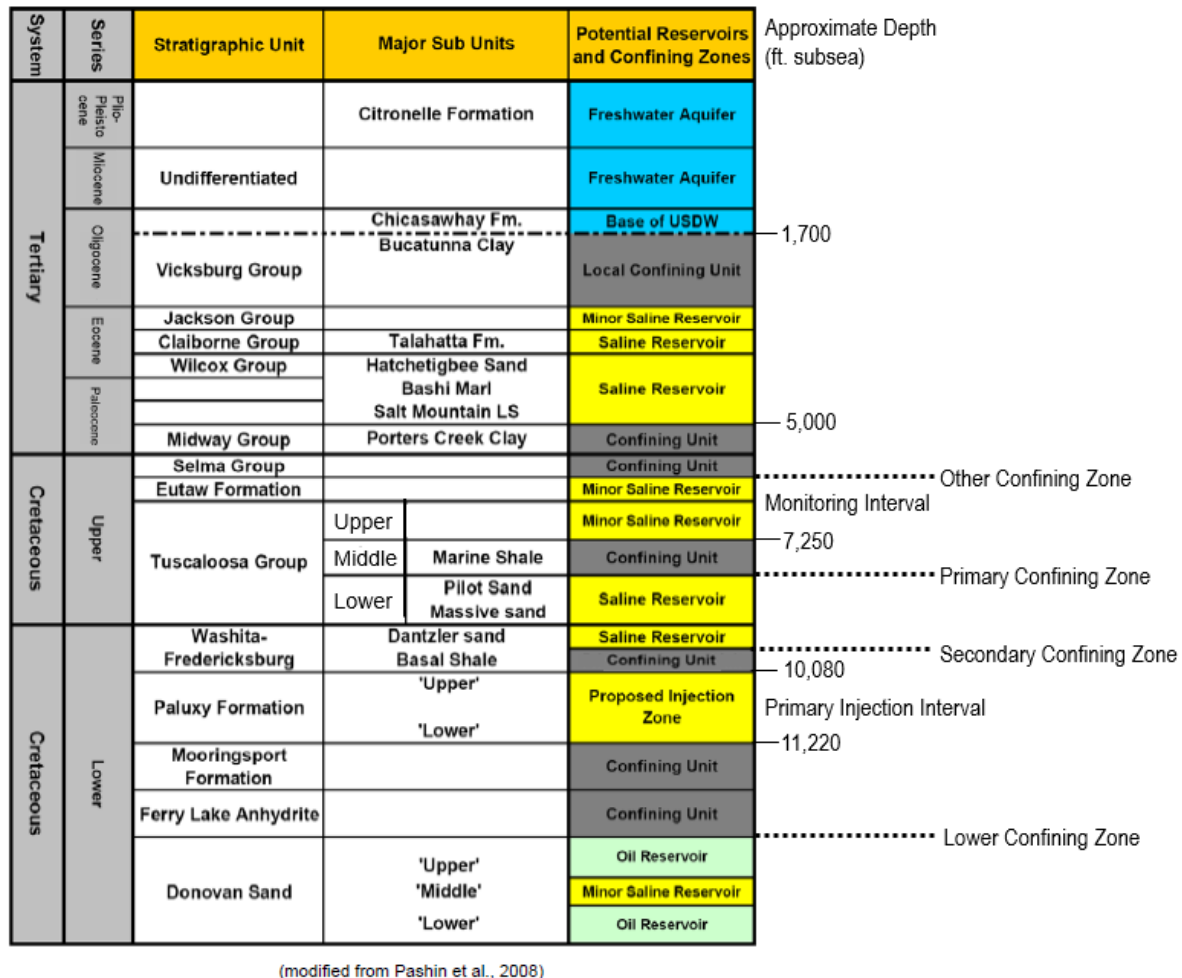 System
Series
Stratigraphic Unit
Major Sub Units
Potential Reservoirs
and Confining Zones
Approximate Depth
(ft. subsea)
Tertiary
Plio-
Pleisto
cene
Citronelle Formation
Freshwater Aquifer
Miocene
Undifferentiated
Freshwater Aquifer
Oligocene
Chicasawhay Fm.
Base of USDW
1,700
Bucatunna Clay
Vicksburg Group
Local Confining Unit
Eocene
Jackson Group
Minor Saline Reservoir
Claiborne Group
Talahatta Fm.
Saline Reservoir
Wilcox Group
Hatchetigbee Sand
Bashi Marl
Salt Mountain LS
Saline Reservoir
Paleocene
5,000
Midway Group
Porters Creek Clay
Confining Unit
Cretaceous
Upper
Selma Group
Confining Unit
Other Confining Zone
Eutaw Formation
Minor Saline Reservoir
Monitoring Interval
Tuscaloosa Group
Upper
Minor Saline Reservoir
7,250
Middle
Marine Shale
Confining Unit
Primary Confining Zone
Lower
Pilot Sand
Massive sand
Saline Reservoir
Cretaceous
Lower
Washita-
Fredericksburg
Dantzler sand
Saline Reservoir
Secondary Confining Zone
Basal Shale
Confining Unit
10,080
Paluxy Formation
'Upper'
'Lower'
Proposed Injection
Zone
Primary Injection Interval
11,220
Mooringsport
Formation
Confining Unit
Ferry Lake Anhydrite
Confining Unit
Lower Confining Zone
Donovan Sand
'Upper'
Oil Reservoir
'Middle'
Minor Saline Reservoir
'Lower'
Oil Reservoir
(modified from Pashin et al., 2008)